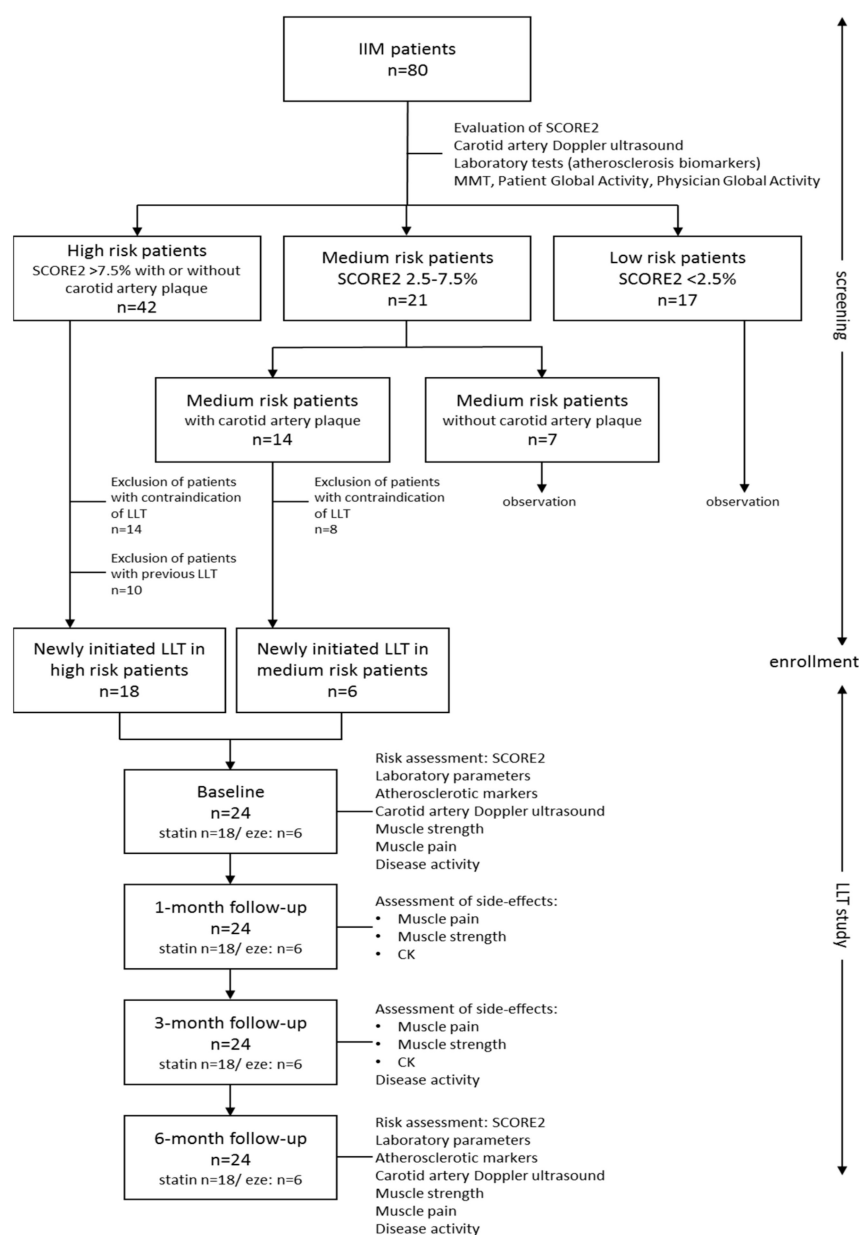 IIM patients
n=80
Evaluation of SCORE2
Carotid artery Doppler ultrasound
Laboratory tests (atherosclerosis biomarkers)
MMT, Patient Global Activity, Physician Global Activity
High risk patients
SCORE2 >7.5% with or without
carotid artery plaque
n=42
Medium risk patients
SCORE2 2.5-7.5%
n=21
Low risk patients
SCORE2 <2.5%
n=17
screening
Medium risk patients
with carotid artery plaque
n=14
Medium risk patients
without carotid artery plaque
n=7
Exclusion of patients
with contraindication
of LLT
n=14
Exclusion of patients
with contraindication of
LLT
n=8
observation
observation
Exclusion of patients
with previous LLT
n=10
Newly initiated LLT in
high risk patients
n=18
Newly initiated LLT in
medium risk patients
n=6
enrollment
Baseline
n=24
statin n=18/ eze: n=6
Risk assessment: SCORE2
Laboratory parameters
Atherosclerotic markers
Carotid artery Doppler ultrasound
Muscle strength
Muscle pain
Disease activity
1-month follow-up
n=24
statin n=18/ eze: n=6
Assessment of side-effects:
• Muscle pain
• Muscle strength
• CK
LLT study
3-month follow-up
n=24
statin n=18/ eze: n=6
Assessment of side-effects:
• Muscle pain
• Muscle strength
• CK
Disease activity
6-month follow-up
n=24
statin n=18/ eze: n=6
Risk assessment: SCORE2
Laboratory parameters
Atherosclerotic markers
Carotid artery Doppler ultrasound
Muscle strength
Muscle pain
Disease activity